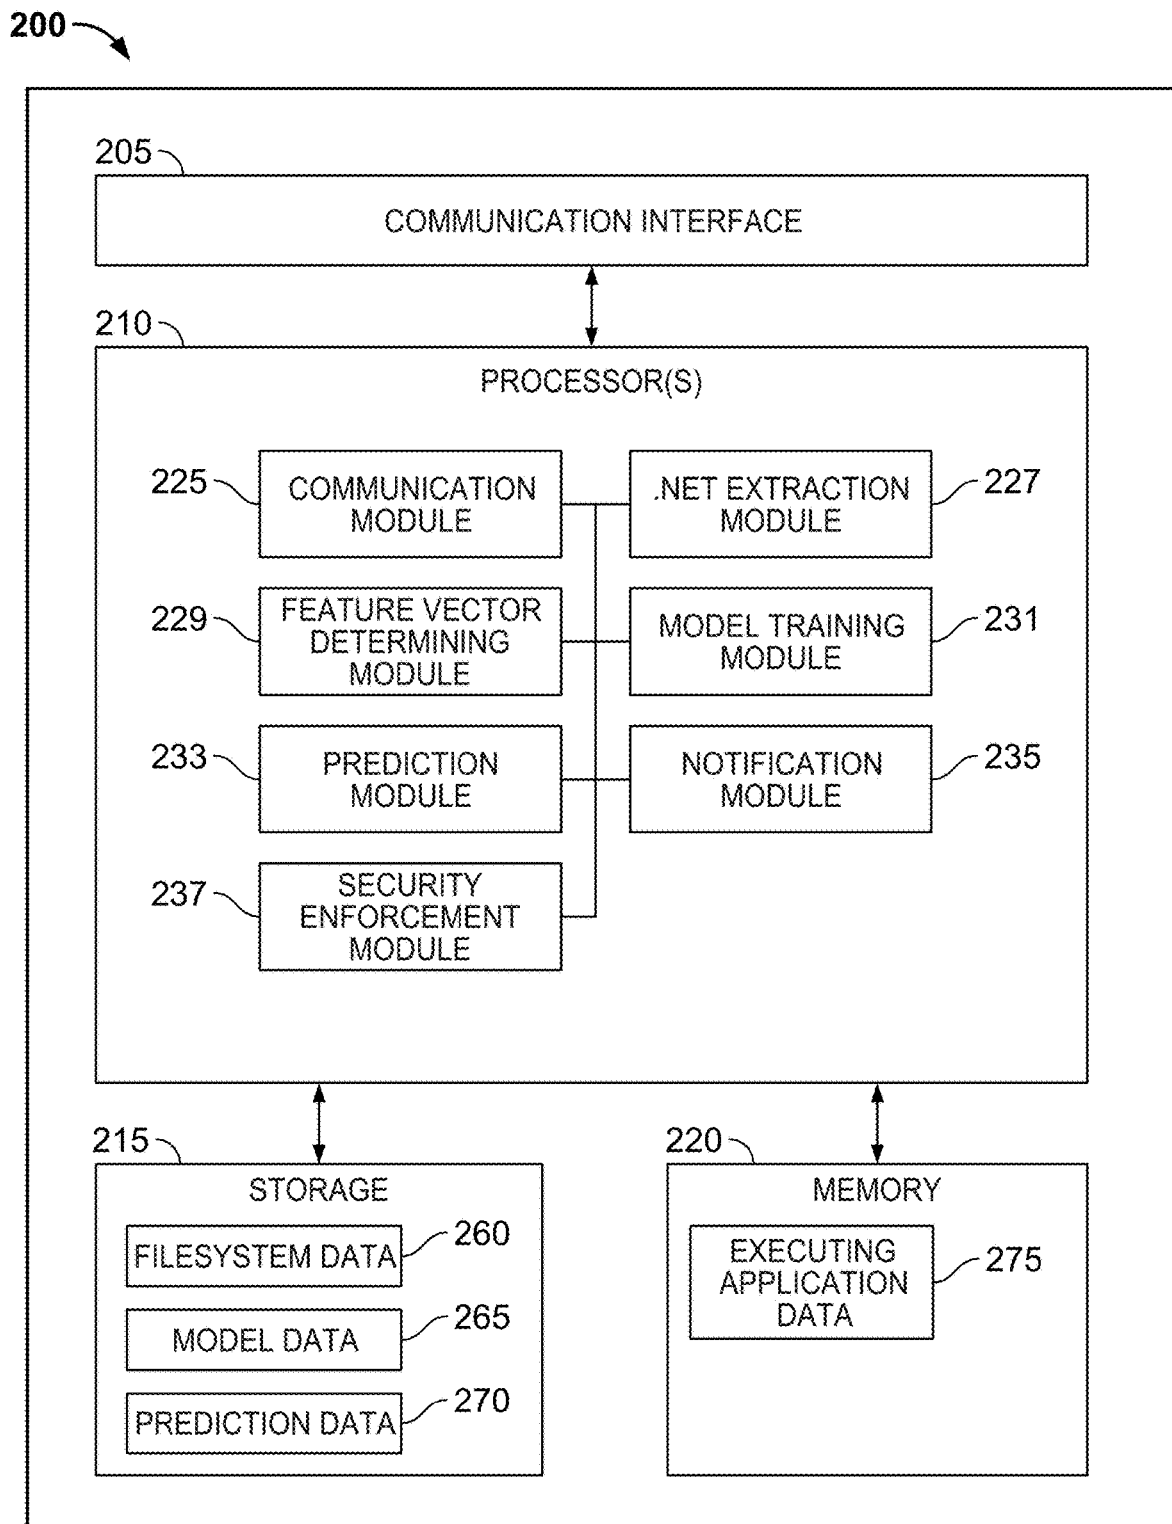 200
205
COMMUNICATION INTERFACE
210
PROCESSOR(S)
225
COMMUNICATION
MODULE
.NET EXTRACTION
MODULE
227
229
FEATURE VECTOR
DETERMINING
MODULE
MODEL TRAINING
MODULE
231
233
PREDICTION
MODULE
NOTIFICATION
MODULE
235
237
SECURITY
ENFORCEMENT
MODULE
215
STORAGE
FILESYSTEM DATA
260
MODEL DATA
265
PREDICTION DATA
270
220
MEMORY
EXECUTING
APPLICATION
DATA
275